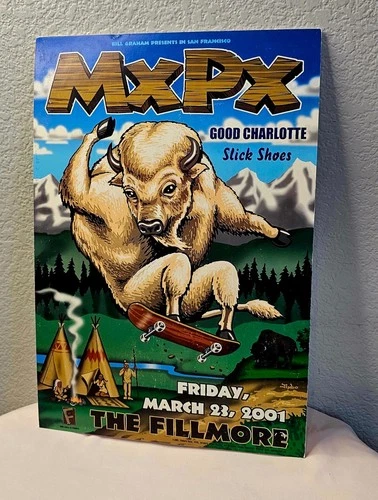 BILL GRAHAM PRESENTS IN SAN FRANCISCO
MxPx
GOOD CHARLOTTE
Slick Shoes
FRIDAY,
MARCH 23, 2001
THE FILLMORE